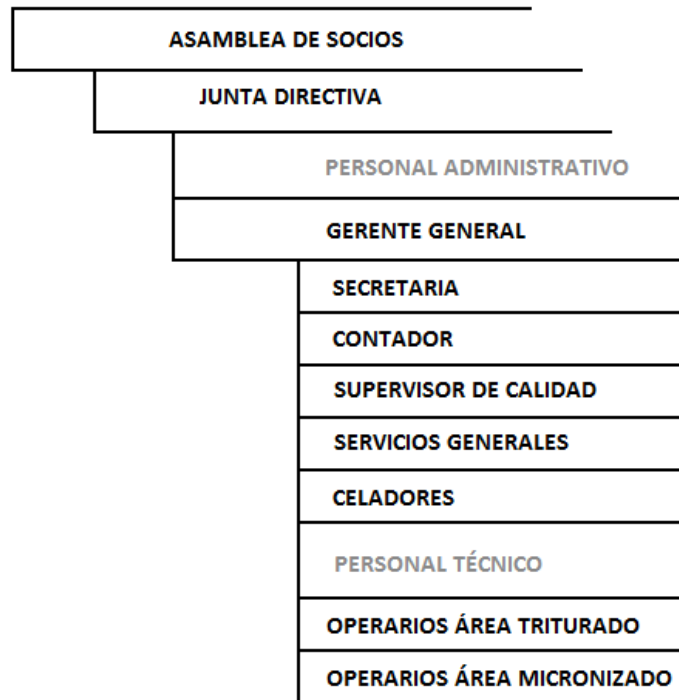 ASAMBLEA DE SOCIOS
JUNTA DIRECTIVA
PERSONAL ADMINISTRATIVO
GERENTE GENERAL
SECRETARIA
CONTADOR
SUPERVISOR DE CALIDAD
SERVICIOS GENERALES
CELADORES
PERSONAL TÉCNICO
OPERARIOS ÁREA TRITURADO
OPERARIOS ÁREA MICRONIZADO